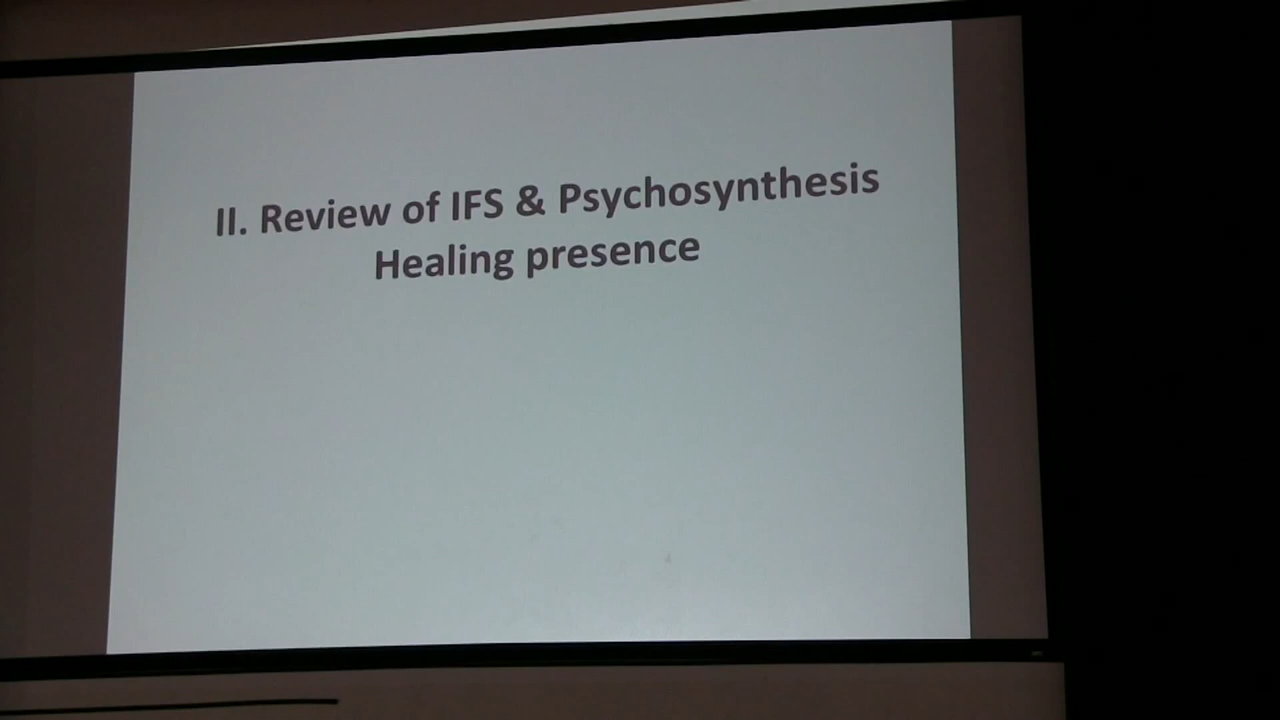 II. Review of IFS & Psychosynthesis
Healing presence